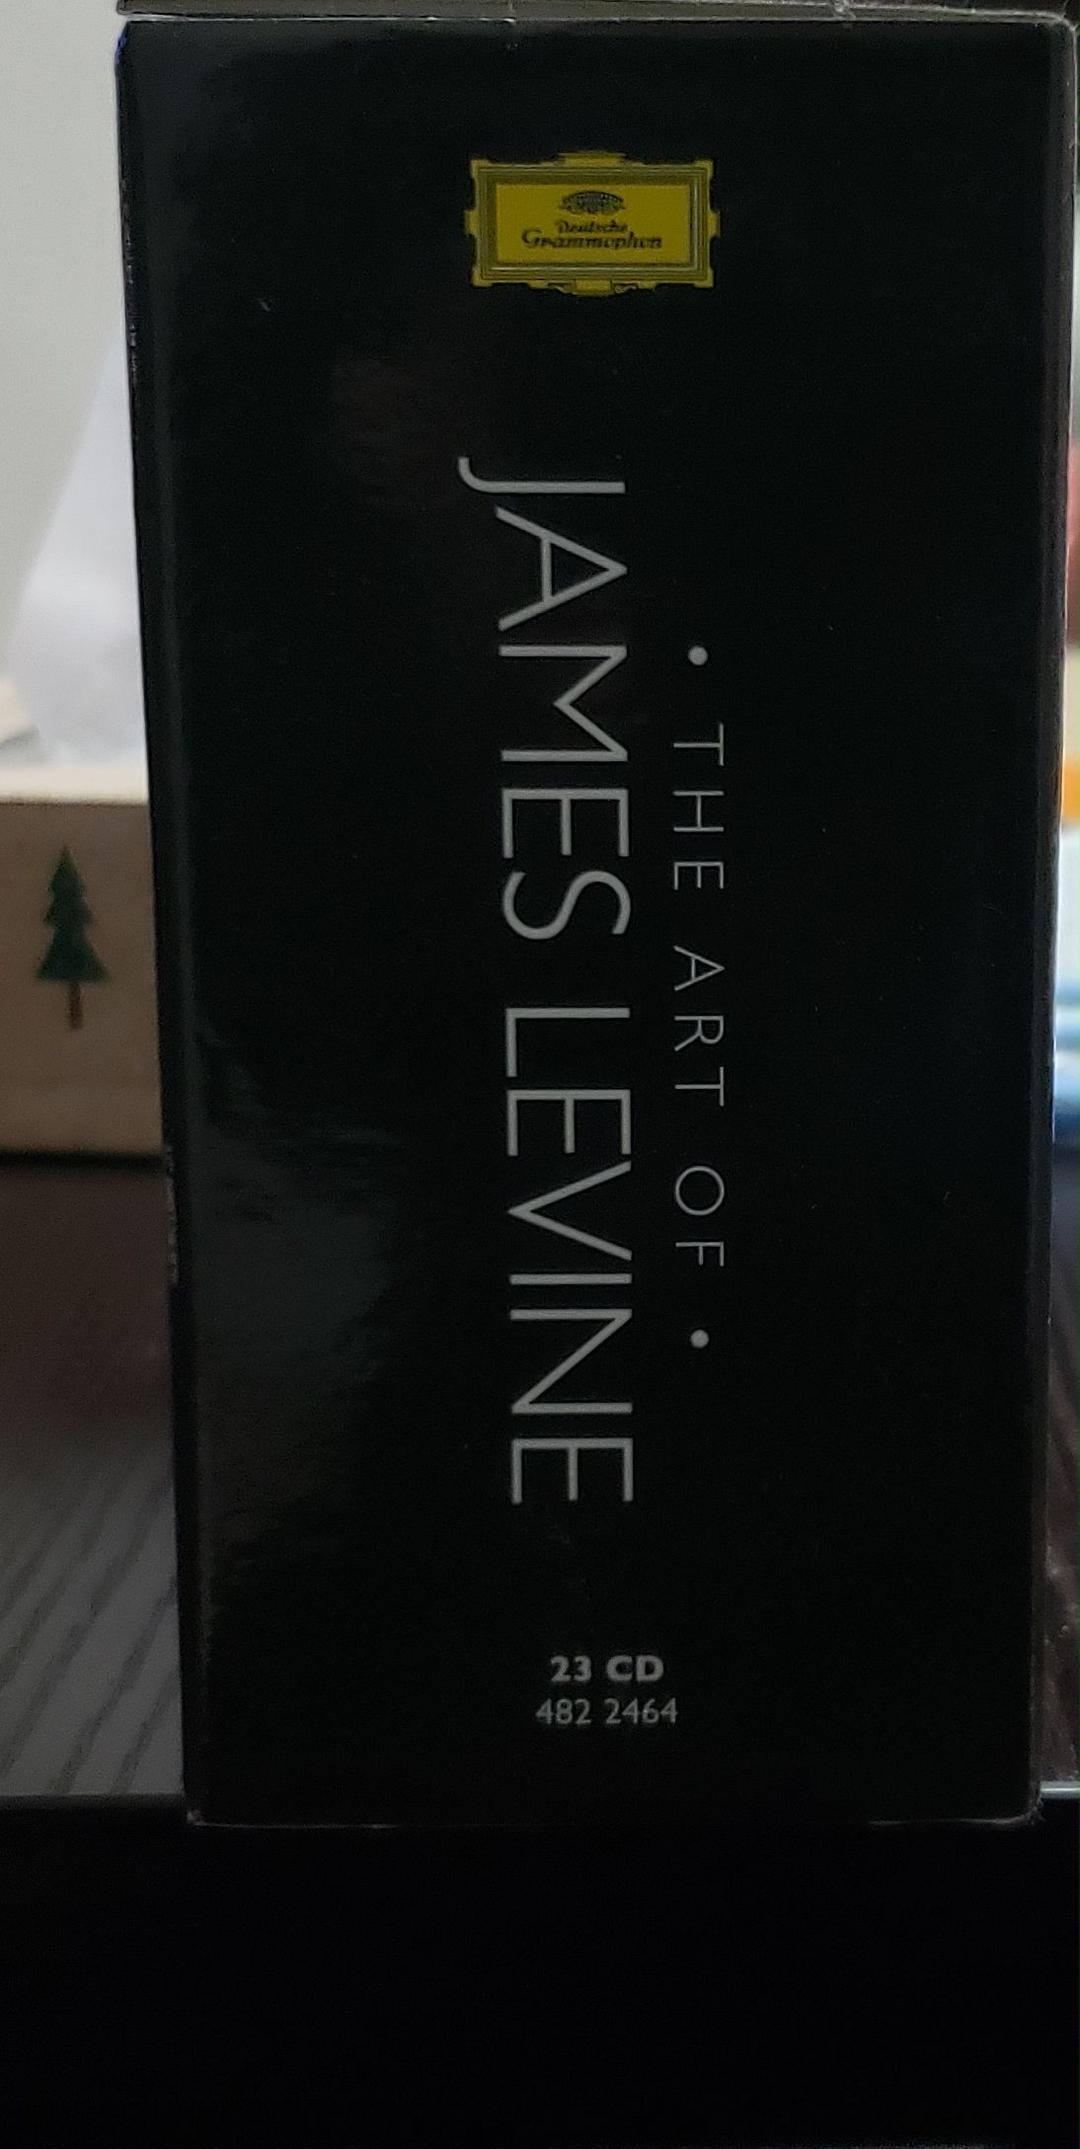 Deutsche
Grammophon
• THE ART OF •
JAMES LEVINE
23 CD
482 2464